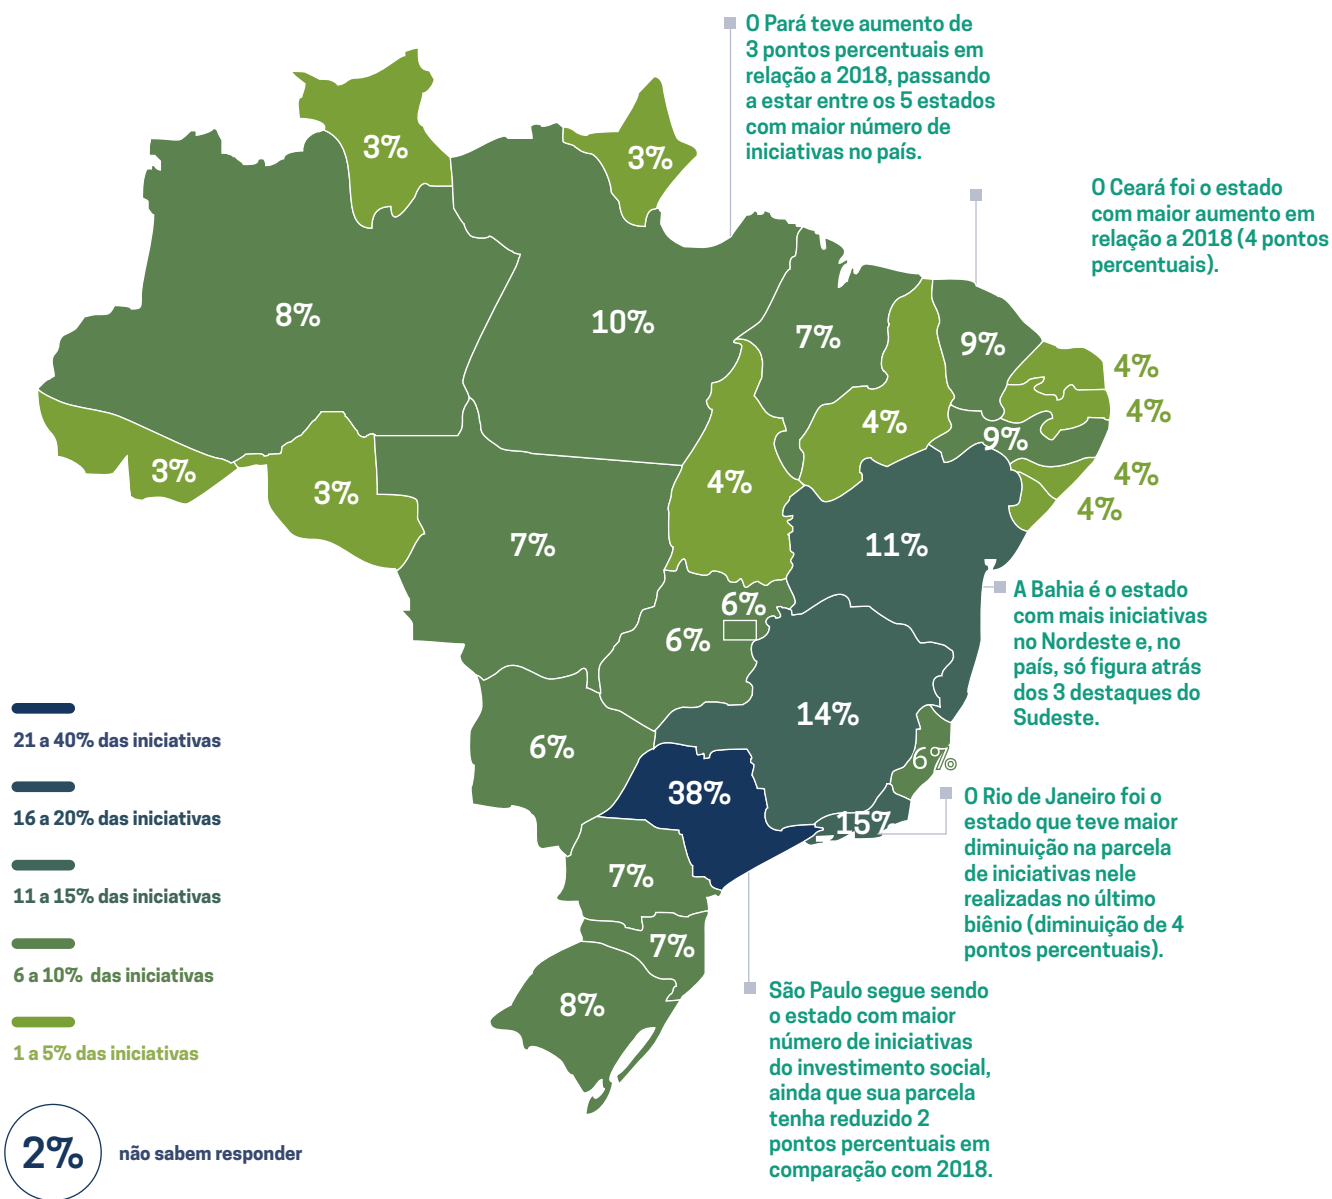 O Pará teve aumento de
3 pontos percentuais em
relação a 2018, passando
a estar entre os 5 estados
com maior número de
iniciativas no país.
O Ceará foi o estado
com maior aumento em
relação a 2018 (4 pontos
percentuais).
3%
3%
8%
10%
7%
9%
4%
4%
4%
9%
4%
4%
3%
3%
4%
7%
11%
A Bahia é o estado
com mais iniciativas
no Nordeste e, no
país, só figura atrás
dos 3 destaques do
Sudeste.
6%
6%
14%
6%
6%
38%
15%
O Rio de Janeiro foi o
estado que teve maior
diminuição na parcela
de iniciativas nele
realizadas no último
biênio (diminuição de 4
pontos percentuais).
7%
7%
8%
São Paulo segue sendo
o estado com maior
número de iniciativas
do investimento social,
ainda que sua parcela
tenha reduzido 2
pontos percentuais em
comparação com 2018.
21 a 40% das iniciativas
16 a 20% das iniciativas
11 a 15% das iniciativas
6 a 10% das iniciativas
1 a 5% das iniciativas
2%
não sabem responder